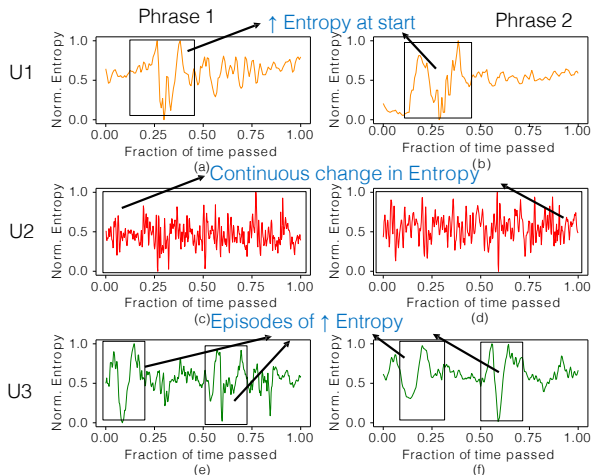 Phrase 1
Phrase 2
↑ Entropy at start
U1
Norm. Entropy
1.0
0.5
0.0
0.00 0.25 0.50 0.75 1.00
Fraction of time passed
(a)
Norm. Entropy
1.0
0.5
0.0
0.00 0.25 0.50 0.75 1.00
Fraction of time passed
(b)
Continuous change in Entropy
U2
Norm. Entropy
1.0
0.5
0.0
0.00 0.25 0.50 0.75 1.00
Fraction of time passed
(c)
Norm. Entropy
1.0
0.5
0.0
0.00 0.25 0.50 0.75 1.00
Fraction of time passed
(d)
Episodes of ↑ Entropy
U3
Norm. Entropy
1.0
0.5
0.0
0.00 0.25 0.50 0.75 1.00
Fraction of time passed
(e)
Norm. Entropy
1.0
0.5
0.0
0.00 0.25 0.50 0.75 1.00
Fraction of time passed
(f)